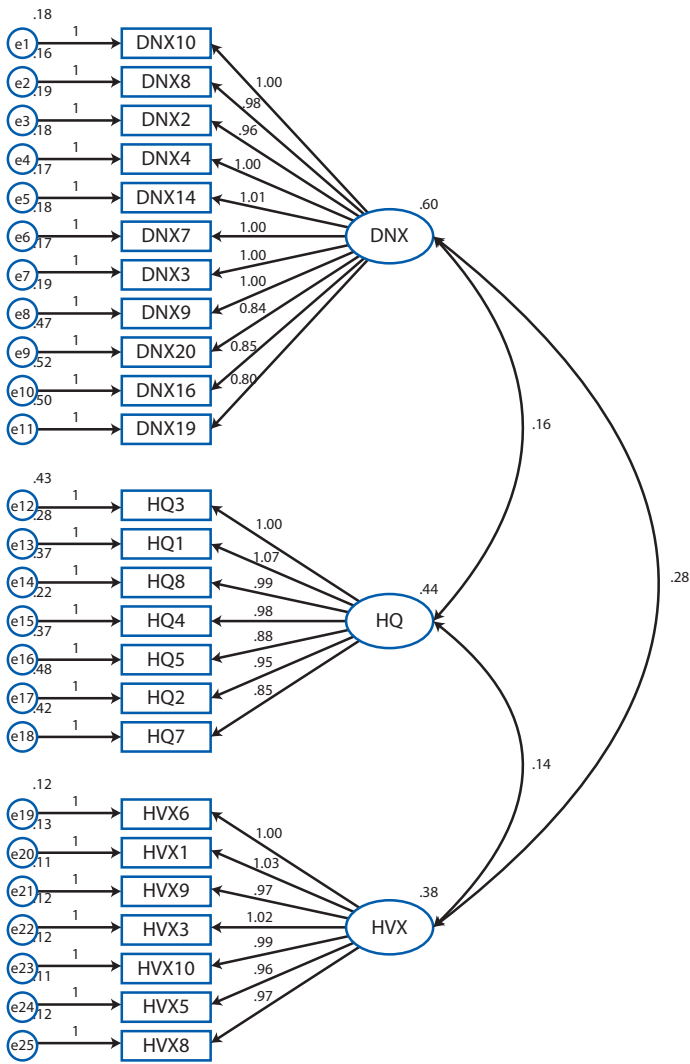 .18
e1 1 DNX10
.16
e2 1 DNX8
.19
e3 1 DNX2
.18
e4 1 DNX4
.17
e5 1 DNX14
.18
e6 1 DNX7
.17
e7 1 DNX3
.19
e8 1 DNX9
.47
e9 1 DNX20
.52
e10 1 DNX16
.50
e11 1 DNX19
1.00
.98
.96
1.00
1.01
1.00
1.00
1.00
0.84
0.85
0.80
.60
DNX
.16
.28
.43
e12 1 HQ3
.28
e13 1 HQ1
.37
e14 1 HQ8
.22
e15 1 HQ4
.37
e16 1 HQ5
.48
e17 1 HQ2
.42
e18 1 HQ7
1.00
1.07
.99
.98
.88
.95
.85
.44
HQ
.14
.12
e19 1 HVX6
.13
e20 1 HVX1
.11
e21 1 HVX9
.12
e22 1 HVX3
.12
e23 1 HVX10
.11
e24 1 HVX5
.12
e25 1 HVX8
1.00
1.03
.97
1.02
.99
.96
.97
.38
HVX